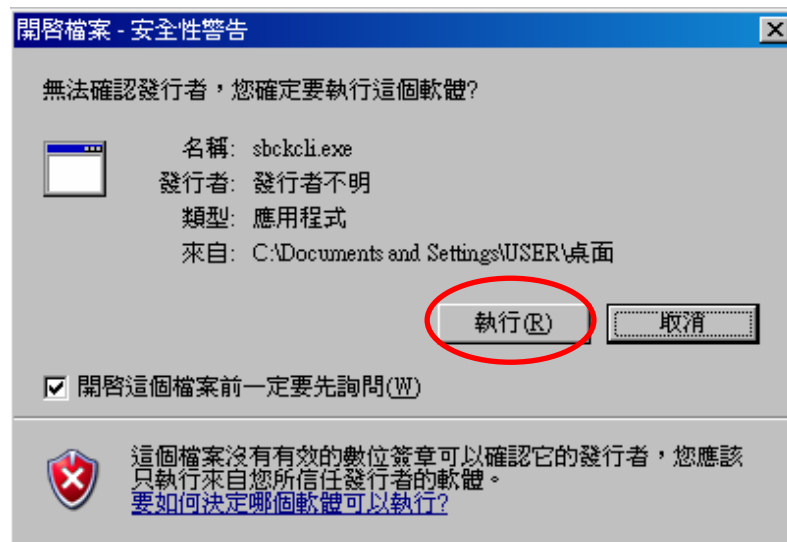 開啓檔案 - 安全性警告
無法確認發行者，您確定要執行這個軟體?
名稱: sbckcli.exe
發行者: 發行者不明
類型: 應用程式
來自: C:\Documents and Settings\USER\桌面
執行(R) 取消
開啓這個檔案前一定要先詢問(W)
這個檔案沒有有效的數位簽章可以確認它的發行者，您應該
只執行來自您所信任發行者的軟體。
要如何決定哪個軟體可以執行?